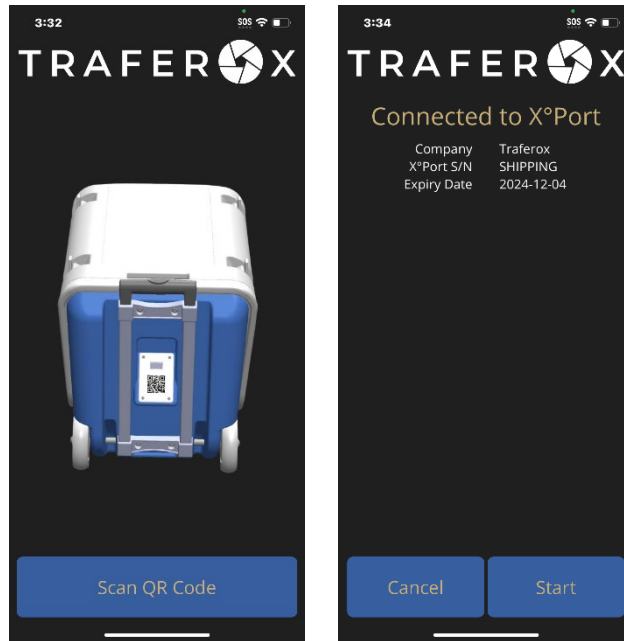 3:32
SOS
TRAFEROX
Scan QR Code
3:34
SOS
TRAFEROX
Connected to X°Port
Company Traferox
X°Port S/N SHIPPING
Expiry Date 2024-12-04
Cancel
Start